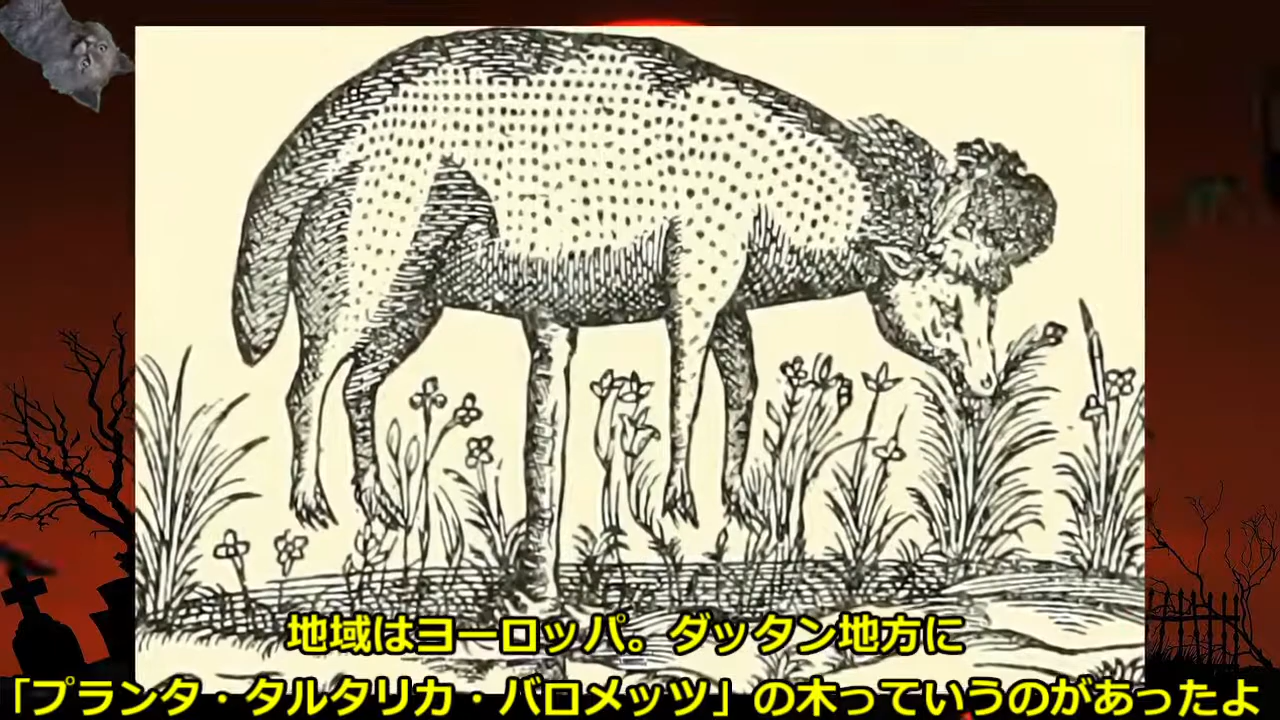 地域はヨーロッパ。ダッタン地方に
「プランタ・タルタリカ・バロメッツ」の木っていうのがあったよ